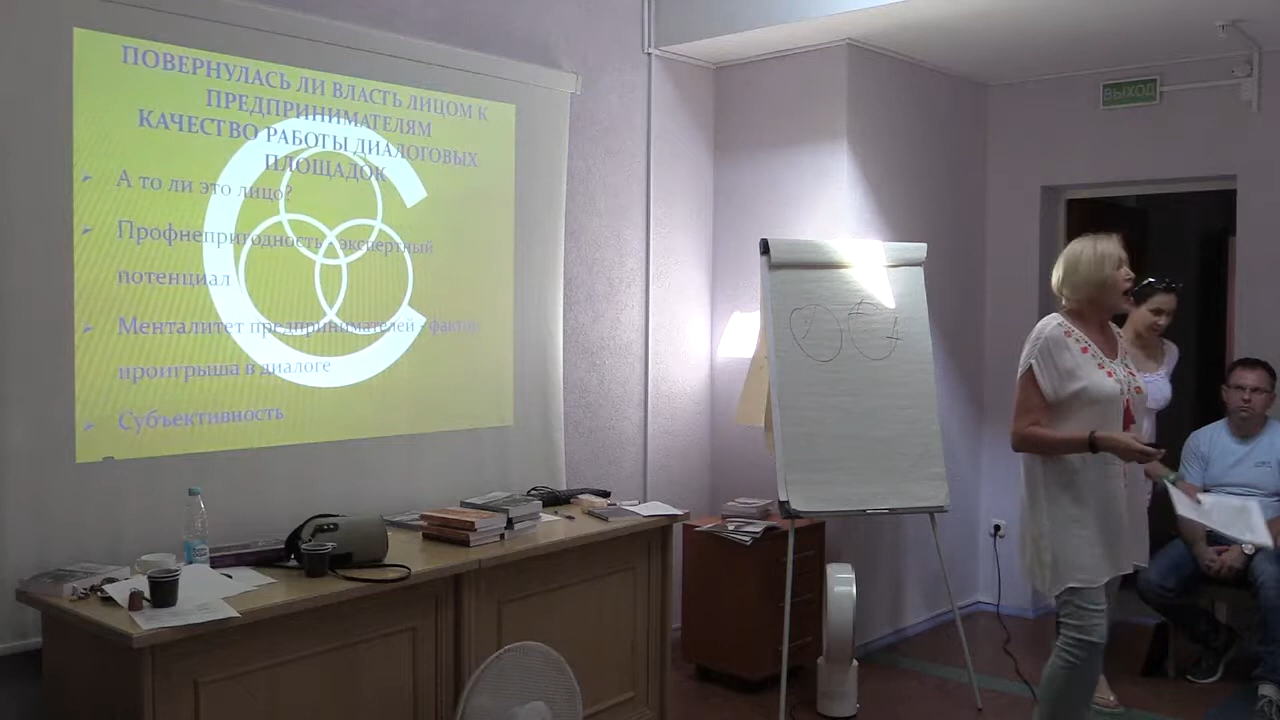 ПОВЕРНУЛАСЬ ЛИ ВЛАСТЬ ЛИЦОМ К
ПРЕДПРИНИМАТЕЛЯМ
КАЧЕСТВО РАБОТЫ ДИАЛОГОВЫХ
ПЛОЩАДОК
А то ли это лицо?
Профнепригодность, экспертный
потенциал
Менталитет предпринимателей - фактор
проигрыша в диалоге
Субъективность
ВЫХОД